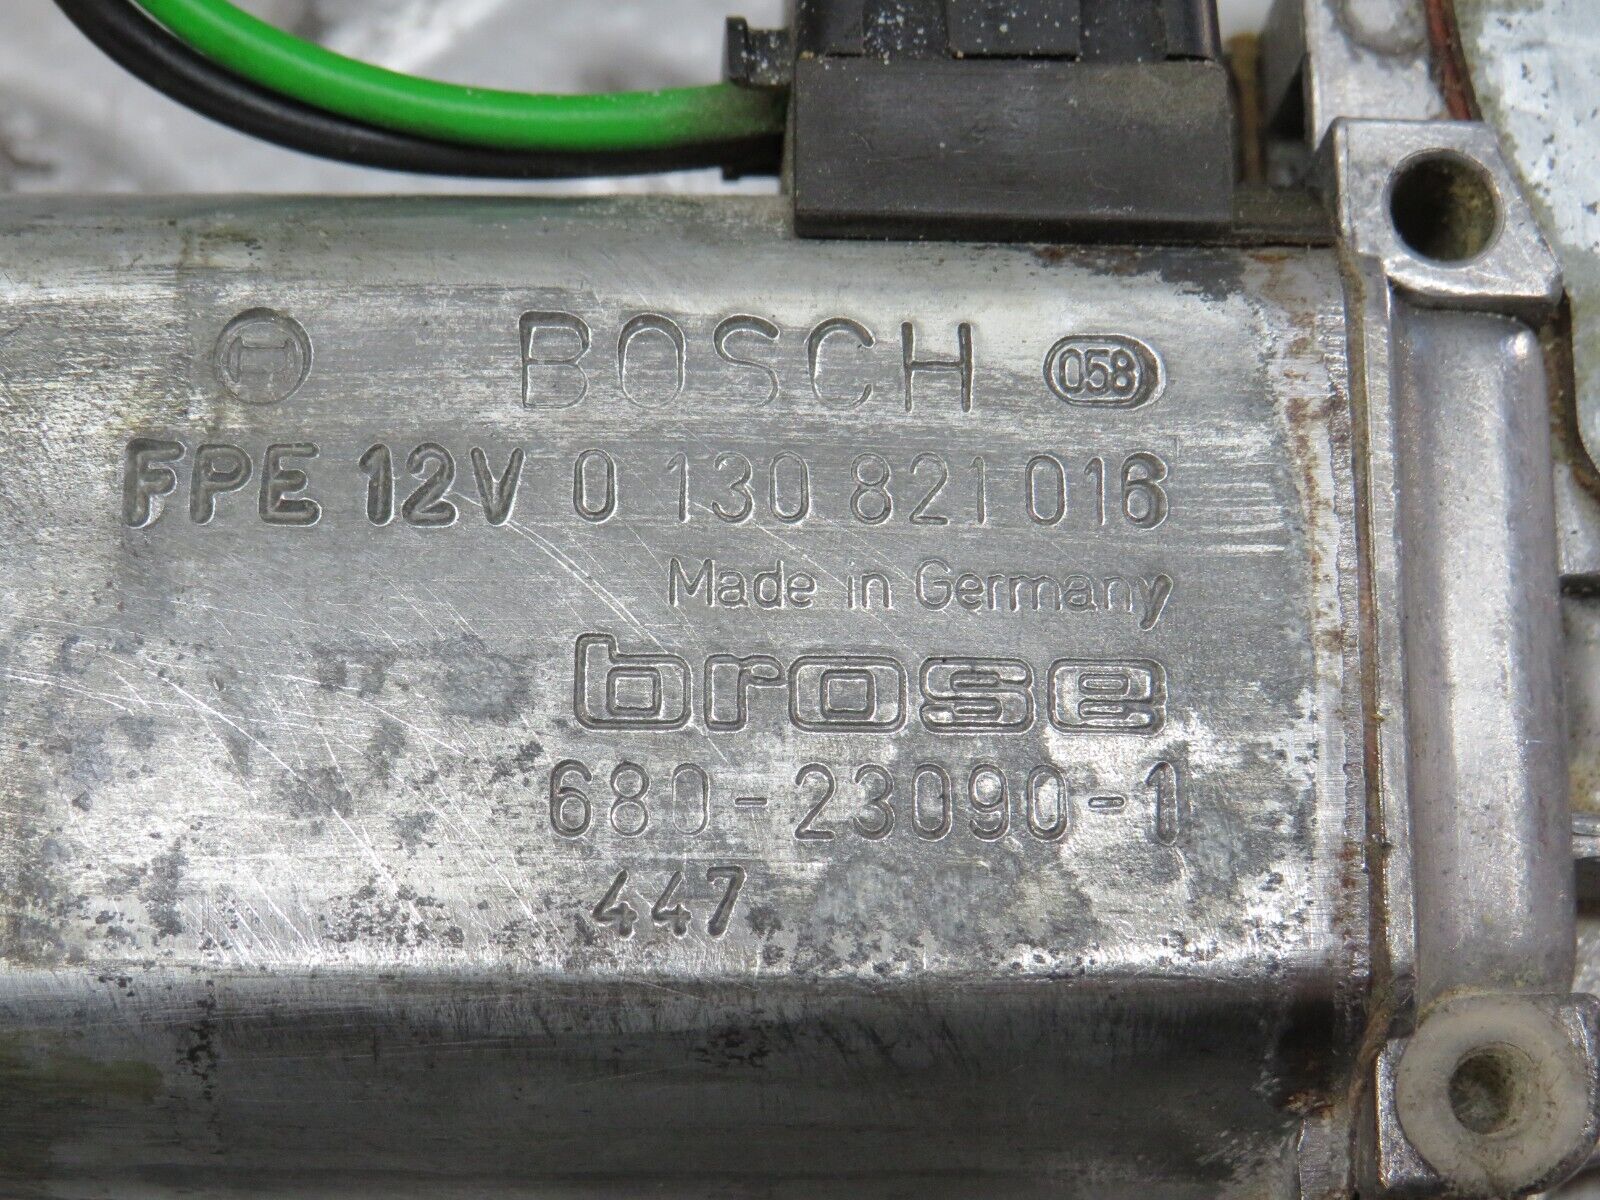 BOSCH 058
FPE 12V 0 130 821 016
Made in Germany
brose
680-23090-1
447